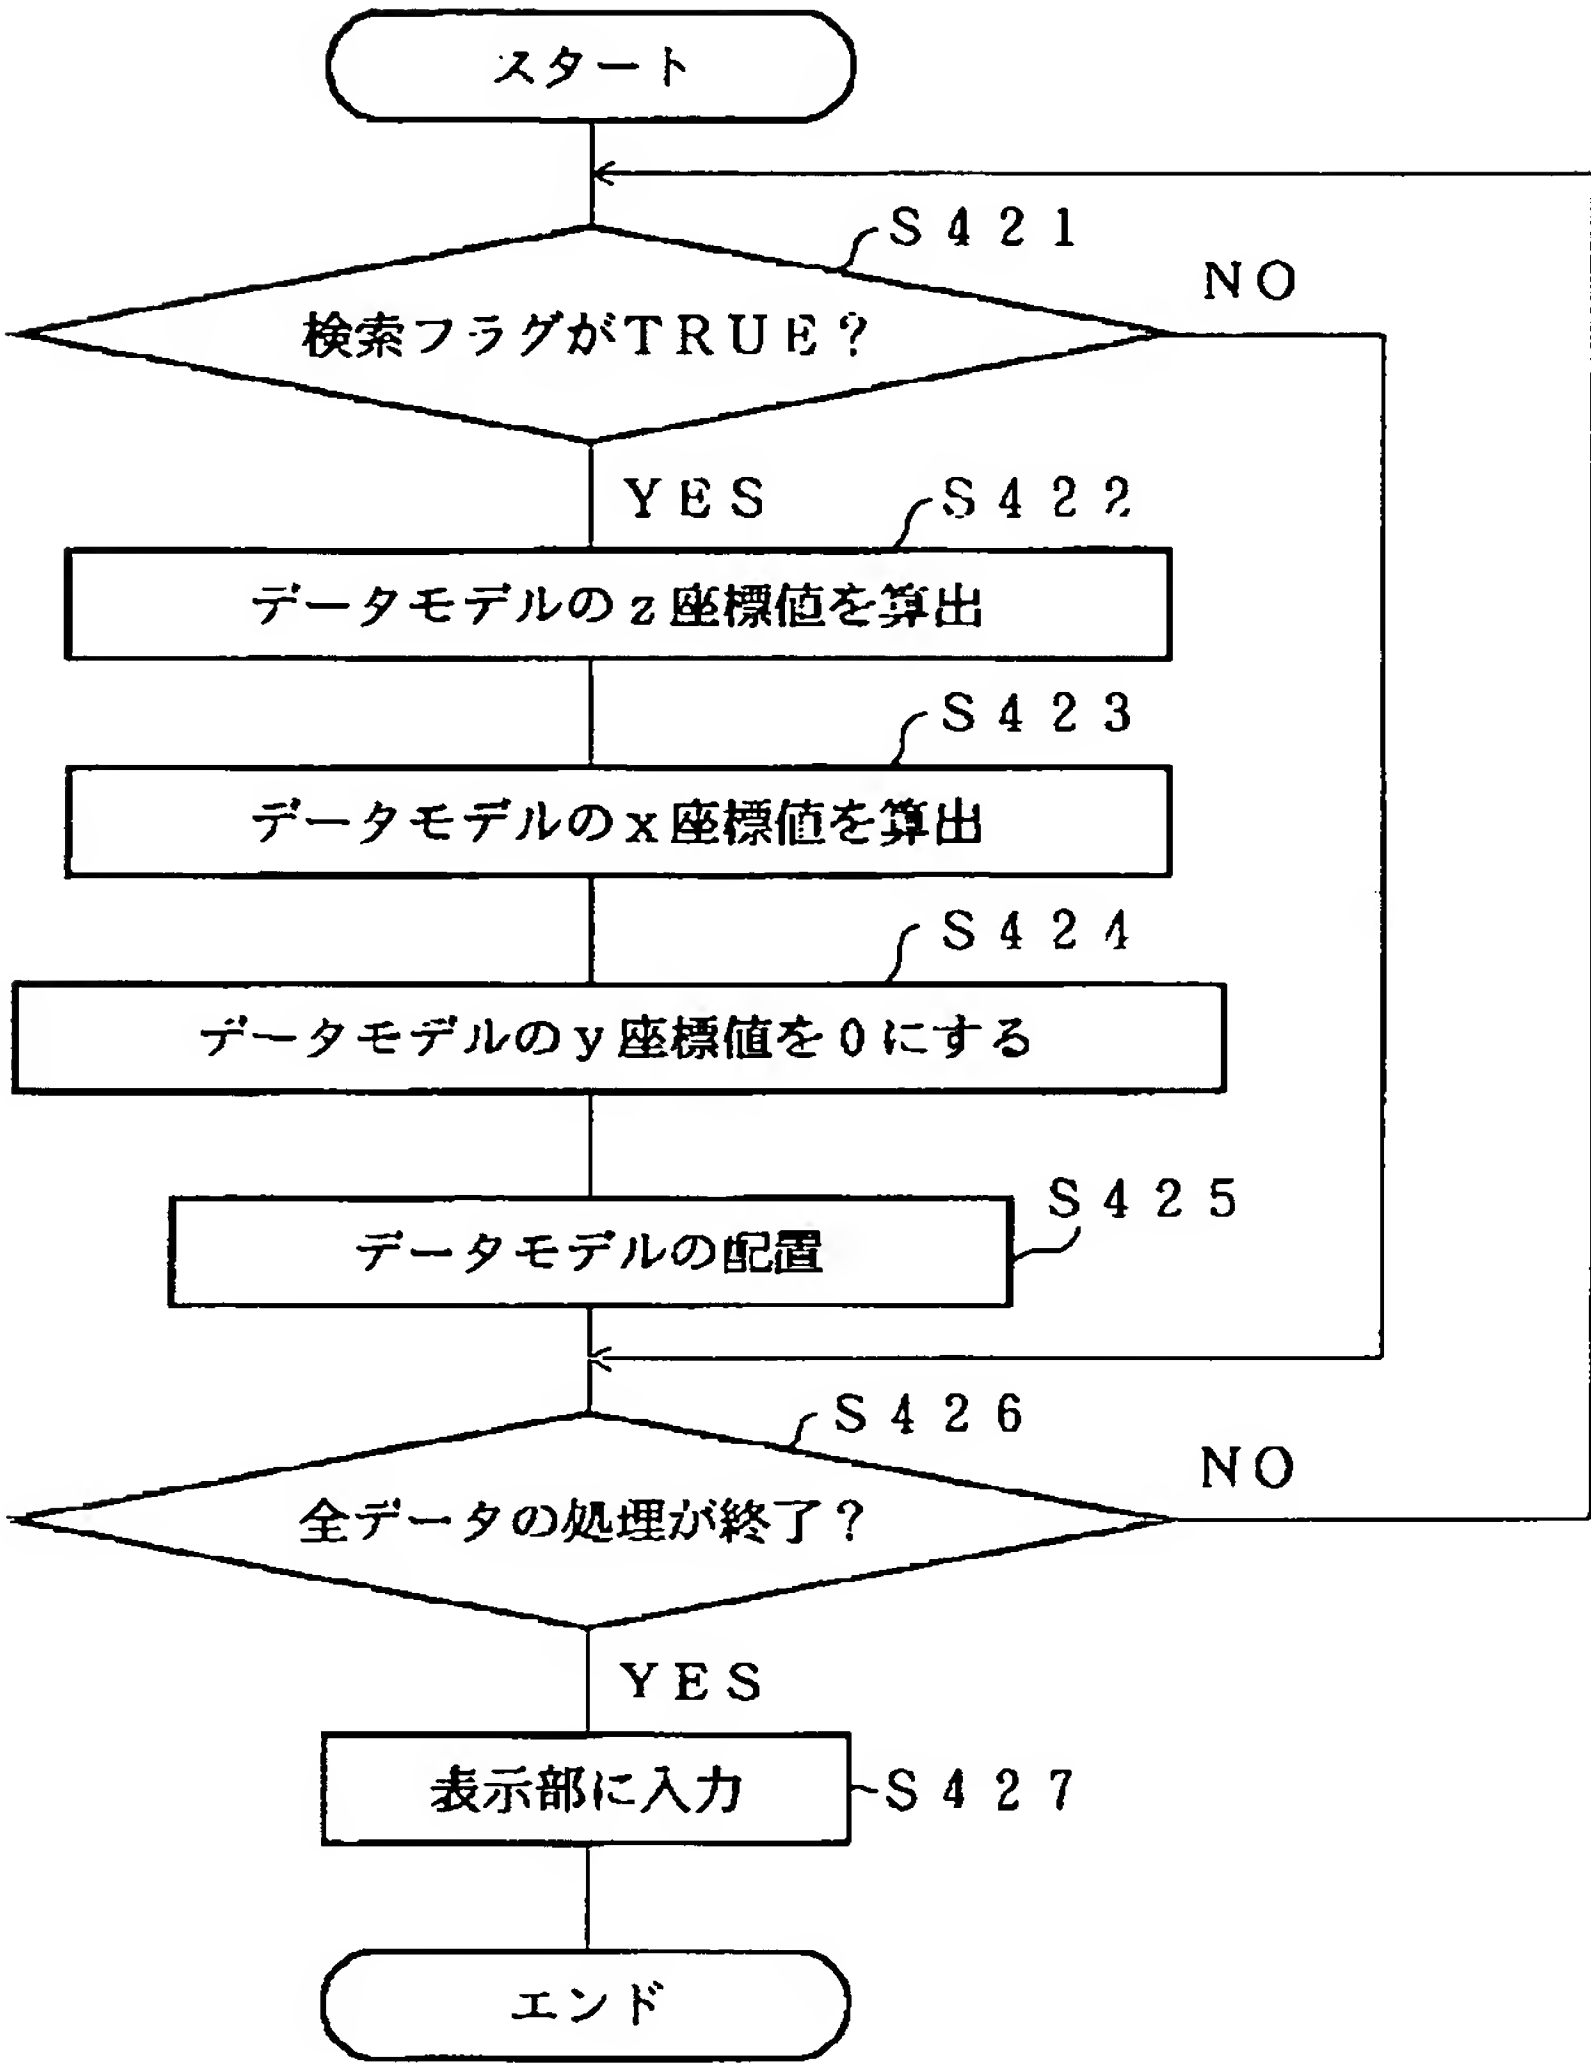 スタート
S421
NO
検索フラグがTRUE?
YES
S422
データモデルのz座標値を算出
S423
データモデルのx座標値を算出
S424
データモデルのy座標値を0にする
S425
データモデルの配置
S426
NO
全データの処理が終了?
YES
表示部に入力
S427
エンド